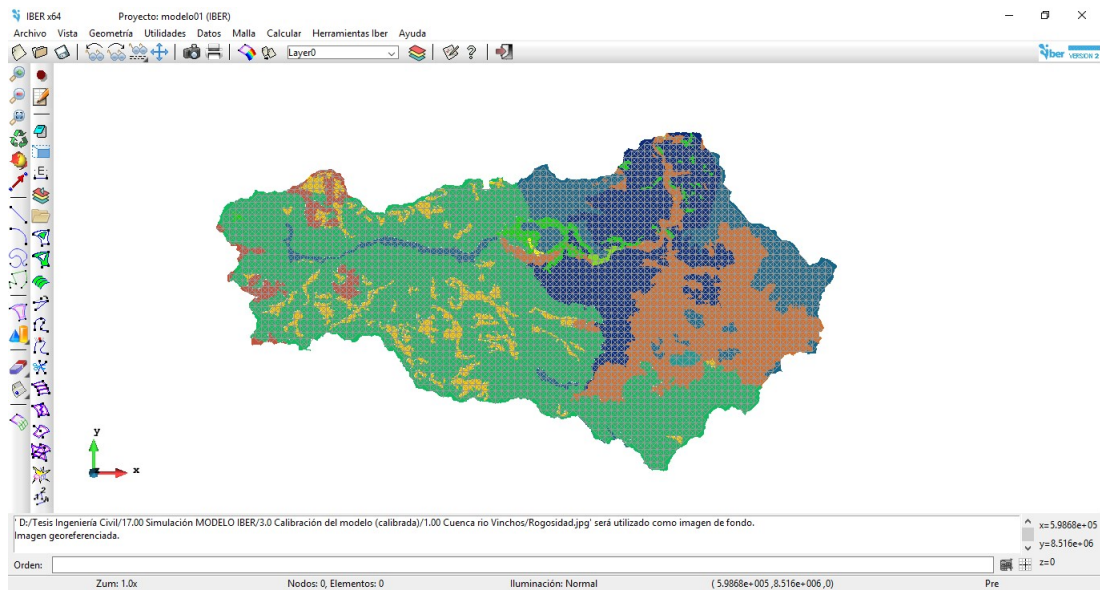 IBER x64 Proyecto: modelo01 (IBER)
Archivo Vista Geometría Utilidades Datos Malla Calcular Herramientas Iber Ayuda
Layer0
Iber VERSION 2
E
y
x
' D:/Tesis Ingeniería Civil/17.00 Simulación MODELO IBER/3.0 Calibración del modelo (calibrada)/1.00 Cuenca rio Vinchos/Rogosidad.jpg' será utilizado como imagen de fondo.
Imagen georeferenciada.
x=5.9868e+05
y=8.516e+06
z=0
Orden:
Zum: 1.0x Nodos: 0, Elementos: 0 Iluminación: Normal ( 5.9868e+005 ,8.516e+006 ,0) Pre